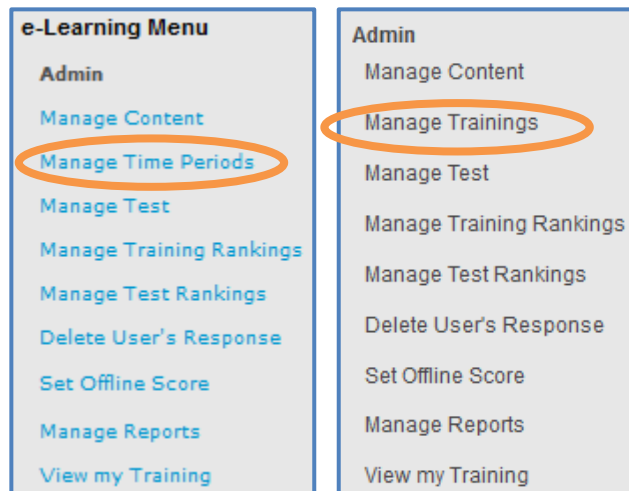 e-Learning Menu
Admin
Manage Content
Manage Time Periods
Manage Test
Manage Training Rankings
Manage Test Rankings
Delete User's Response
Set Offline Score
Manage Reports
View my Training
Admin
Manage Content
Manage Trainings
Manage Test
Manage Training Rankings
Manage Test Rankings
Delete User's Response
Set Offline Score
Manage Reports
View my Training